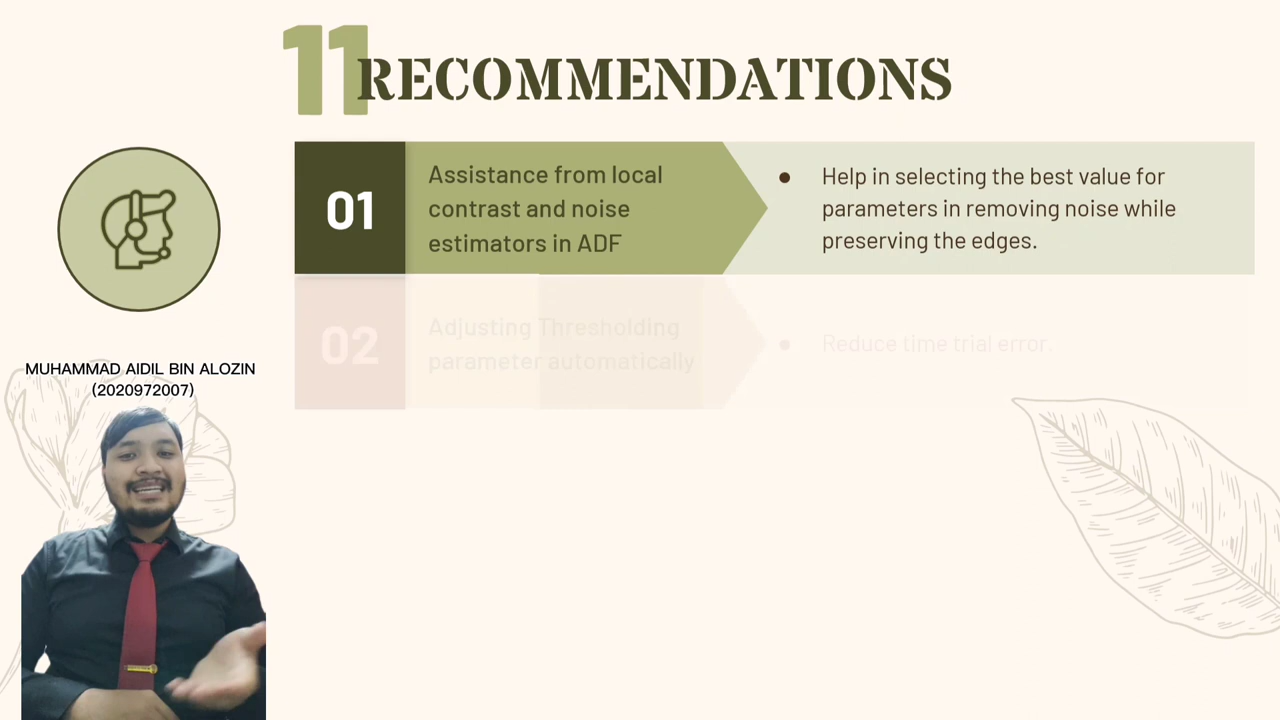 11
RECOMMENDATIONS
01
Assistance from local
contrast and noise
estimators in ADF
● Help in selecting the best value for
parameters in removing noise while
preserving the edges.
02
Adjusting Thresholding
parameter automatically
● Reduce time trial error.
MUHAMMAD AIDIL BIN ALOZIN
(2020972007)